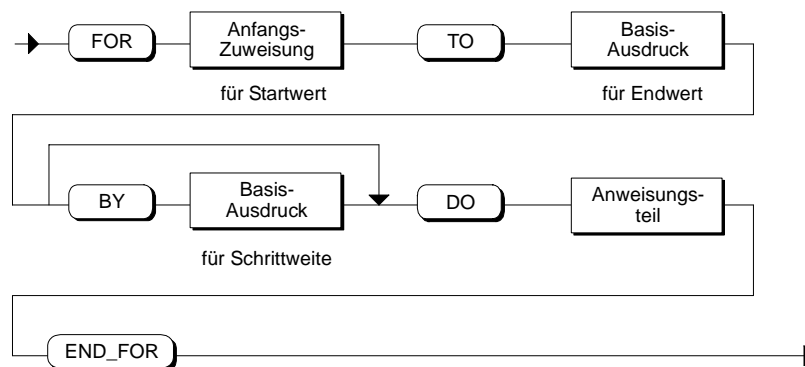 FOR
Anfangs-
Zuweisung
TO
Basis-
Ausdruck
für Startwert
für Endwert
BY
Basis-
Ausdruck
DO
Anweisungs-
teil
für Schrittweite
END_FOR